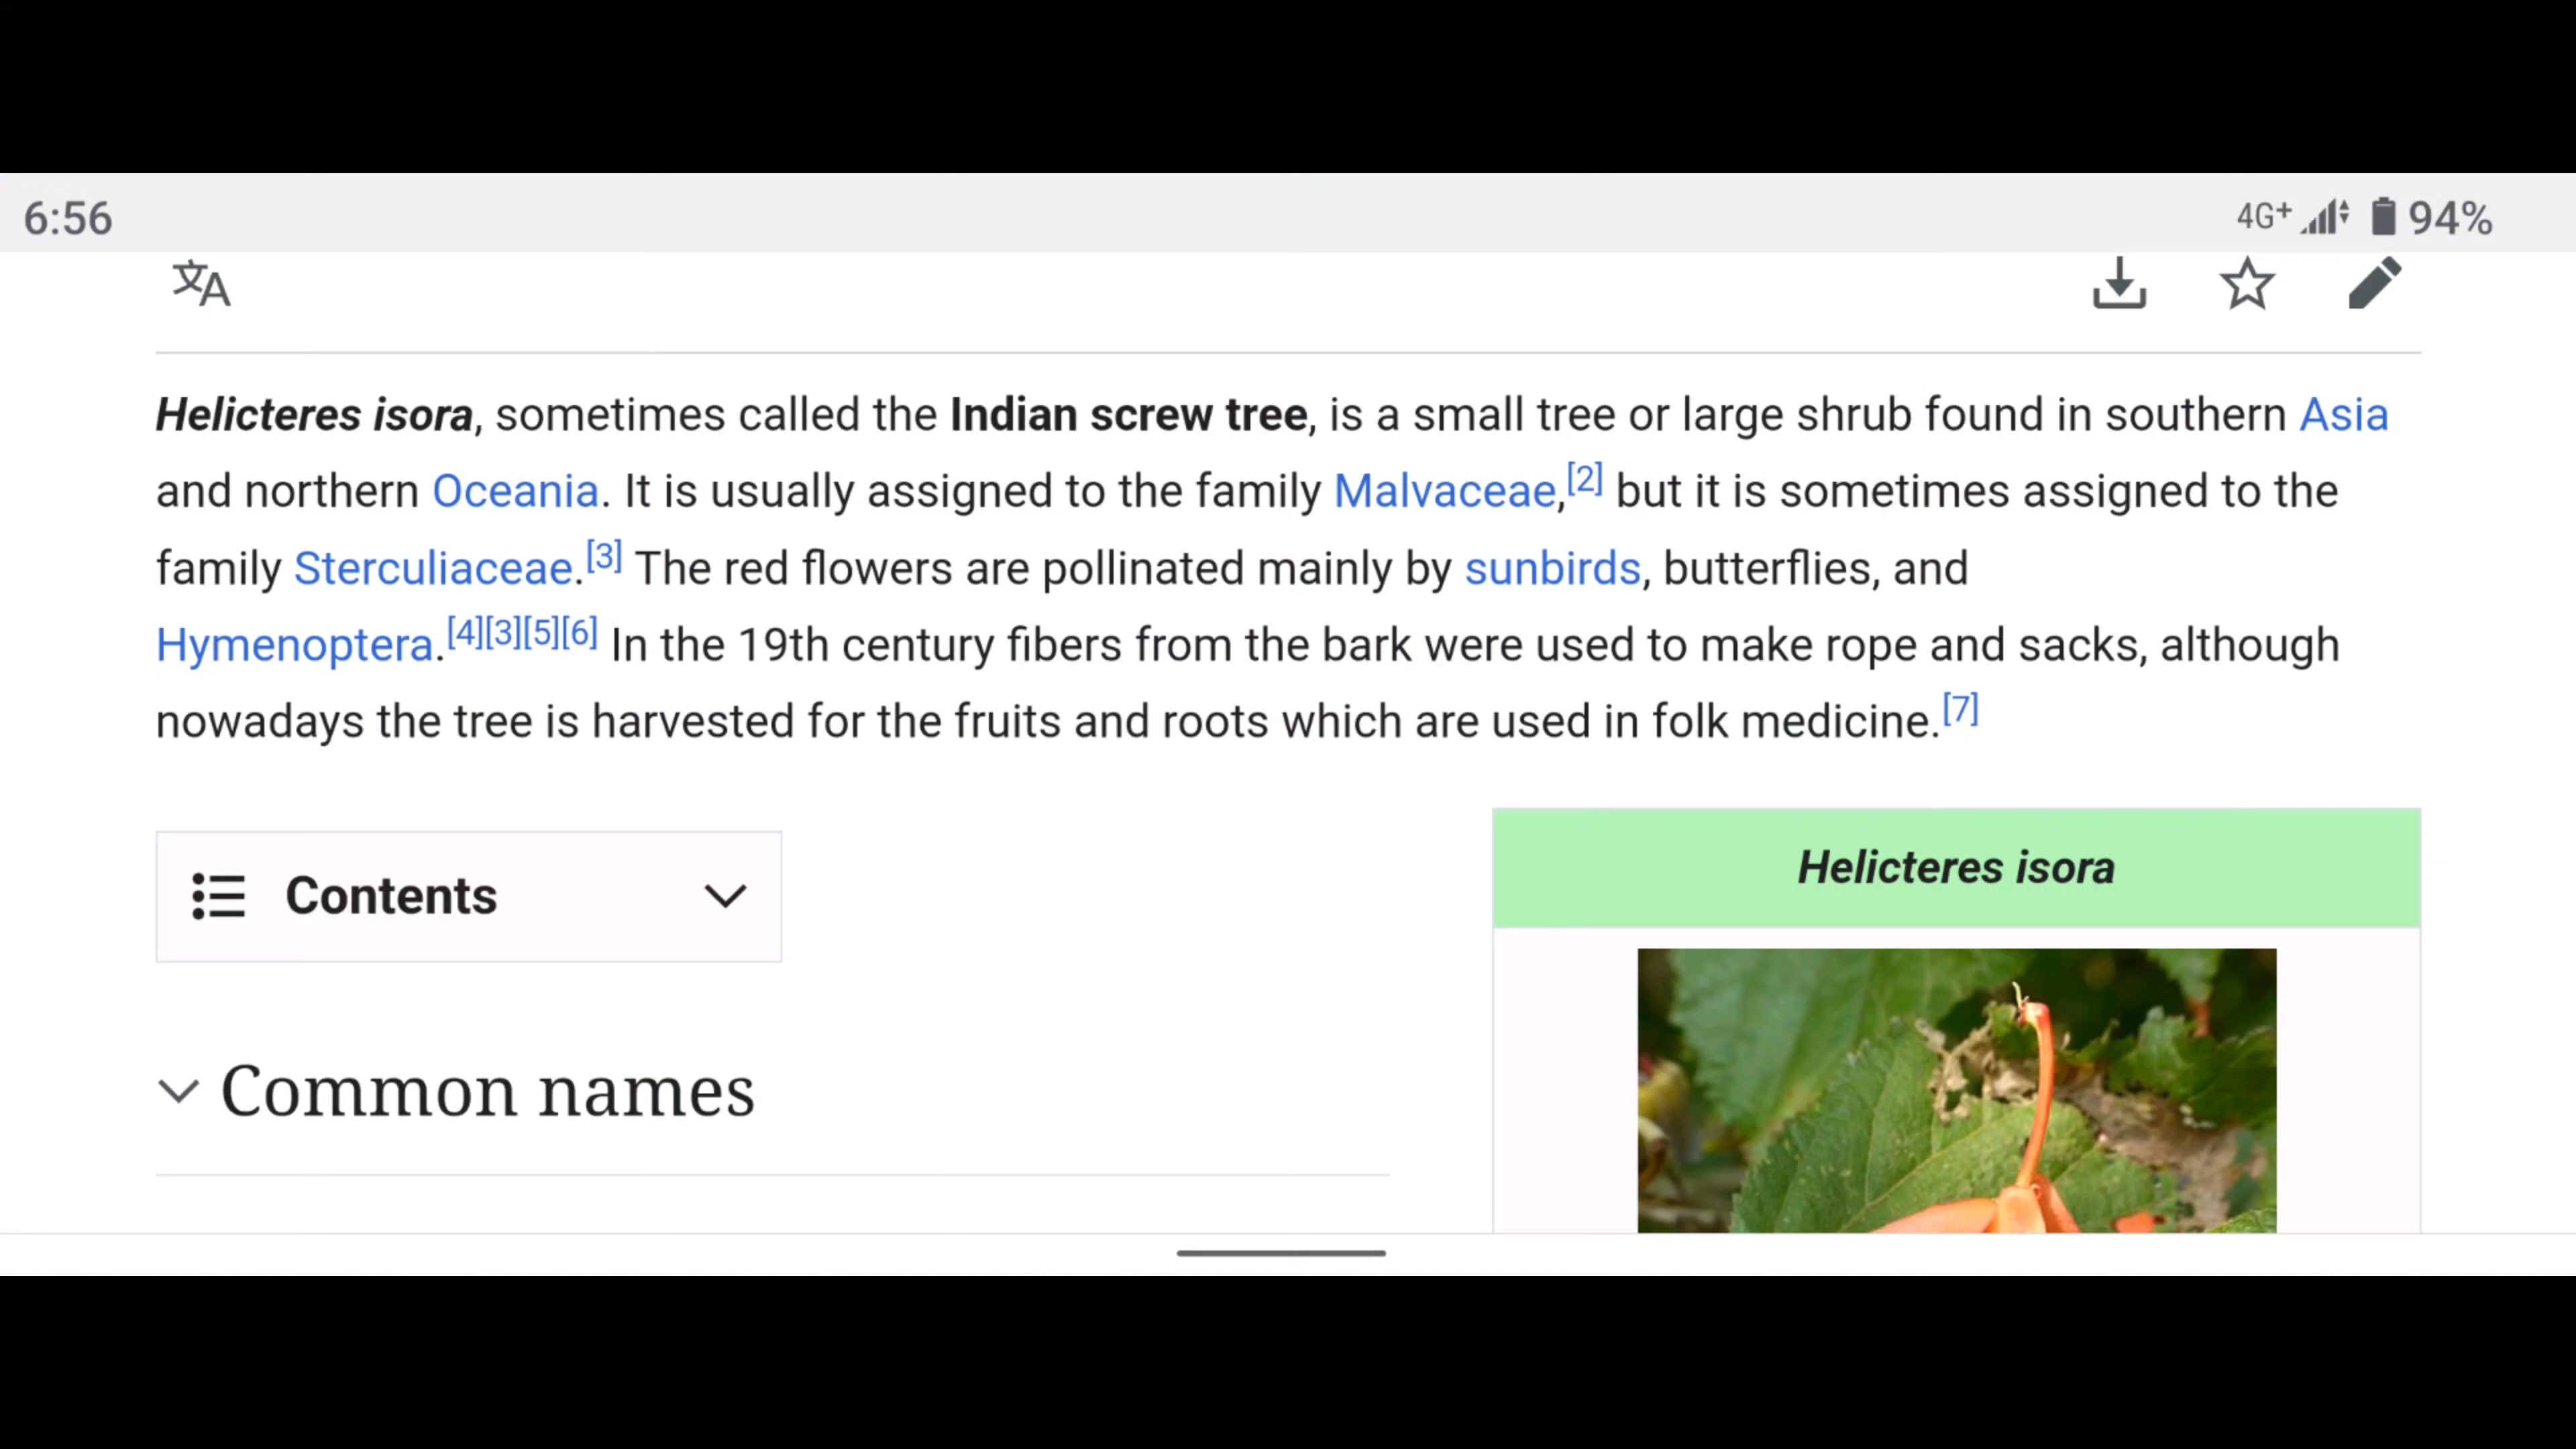 6:56
4G+ 94%
文A
Helicteres isora, sometimes called the Indian screw tree, is a small tree or large shrub found in southern Asia
and northern Oceania. It is usually assigned to the family Malvaceae,[2] but it is sometimes assigned to the
family Sterculiaceae.[3] The red flowers are pollinated mainly by sunbirds, butterflies, and
Hymenoptera.[4][3][5][6] In the 19th century fibers from the bark were used to make rope and sacks, although
nowadays the tree is harvested for the fruits and roots which are used in folk medicine.[7]
Contents
Helicteres isora
Common names